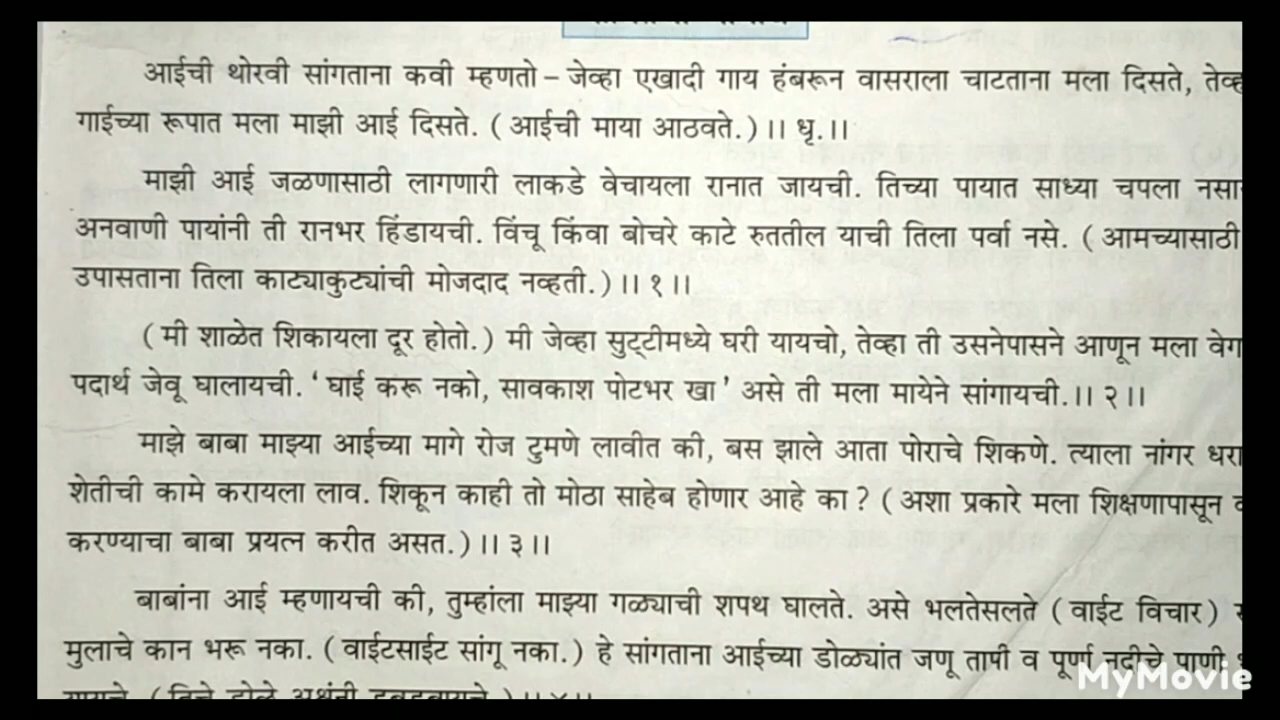 आईची थोरवी सांगताना कवी म्हणतो – जेव्हा एखादी गाय हंबरून वासराला चाटताना मला दिसते,
गाईच्या रूपात मला माझी आई दिसते. ( आईची माया आठवते. ) ।। धृ. ।।
माझी आई जळणासाठी लागणारी लाकडे वेचायला रानात जायची. तिच्या पायात साध्या चपला
अनवाणी पायांनी ती रानभर हिंडायची. विंचू किंवा बोचरे काटे रुततील याची तिला पर्वा नसे. ( आमच्यासाठी
उपासताना तिला काट्याकुट्यांची मोजदाद नव्हती. ) ।। १ ।।
( मी शाळेत शिकायला दूर होतो. ) मी जेव्हा सुट्टीमध्ये घरी यायचो, तेव्हा ती उसनेपासने आणून मला
पदार्थ जेवू घालायची. ‘ घाई करू नको, सावकाश पोटभर खा ’ असे ती मला मायेने सांगायची. ।। २ ।।
माझे बाबा माझ्या आईच्या मागे रोज टुमणे लावीत की, बस झाले आता पोराचे शिकणे. त्याला नांगर
शेतीची कामे करायला लाव. शिकून काही तो मोठा साहेब होणार आहे का ? ( अशा प्रकारे मला शिक्षणापासून
करण्याचा बाबा प्रयत्न करीत असत. ) ।। ३ ।।
बाबांना आई म्हणायची की, तुम्हांला माझ्या गळ्याची शपथ घालते. असे भलतेसलते ( वाईट विचार )
मुलाचे कान भरू नका. ( वाईटसाईट सांगू नका. ) हे सांगताना आईच्या डोळ्यांत जणू तापी व पूर्णा नदीचे पाणी
MyMovie